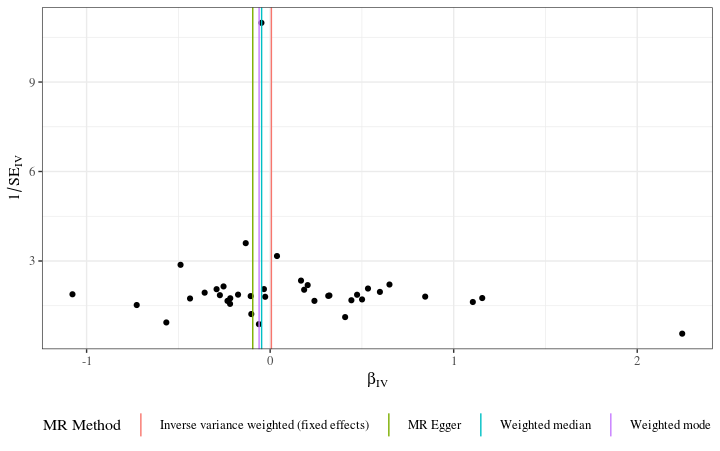 9
6
3
1/SE_IV
-1
0
1
2
β_IV
MR Method
Inverse variance weighted (fixed effects)
MR Egger
Weighted median
Weighted mode